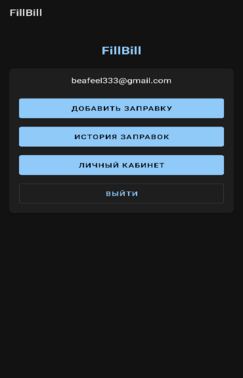 FillBill
FillBill
beafeel333@gmail.com
ДОБАВИТЬ ЗАПРАВКУ
ИСТОРИЯ ЗАПРАВОК
ЛИЧНЫЙ КАБИНЕТ
ВЫЙТИ